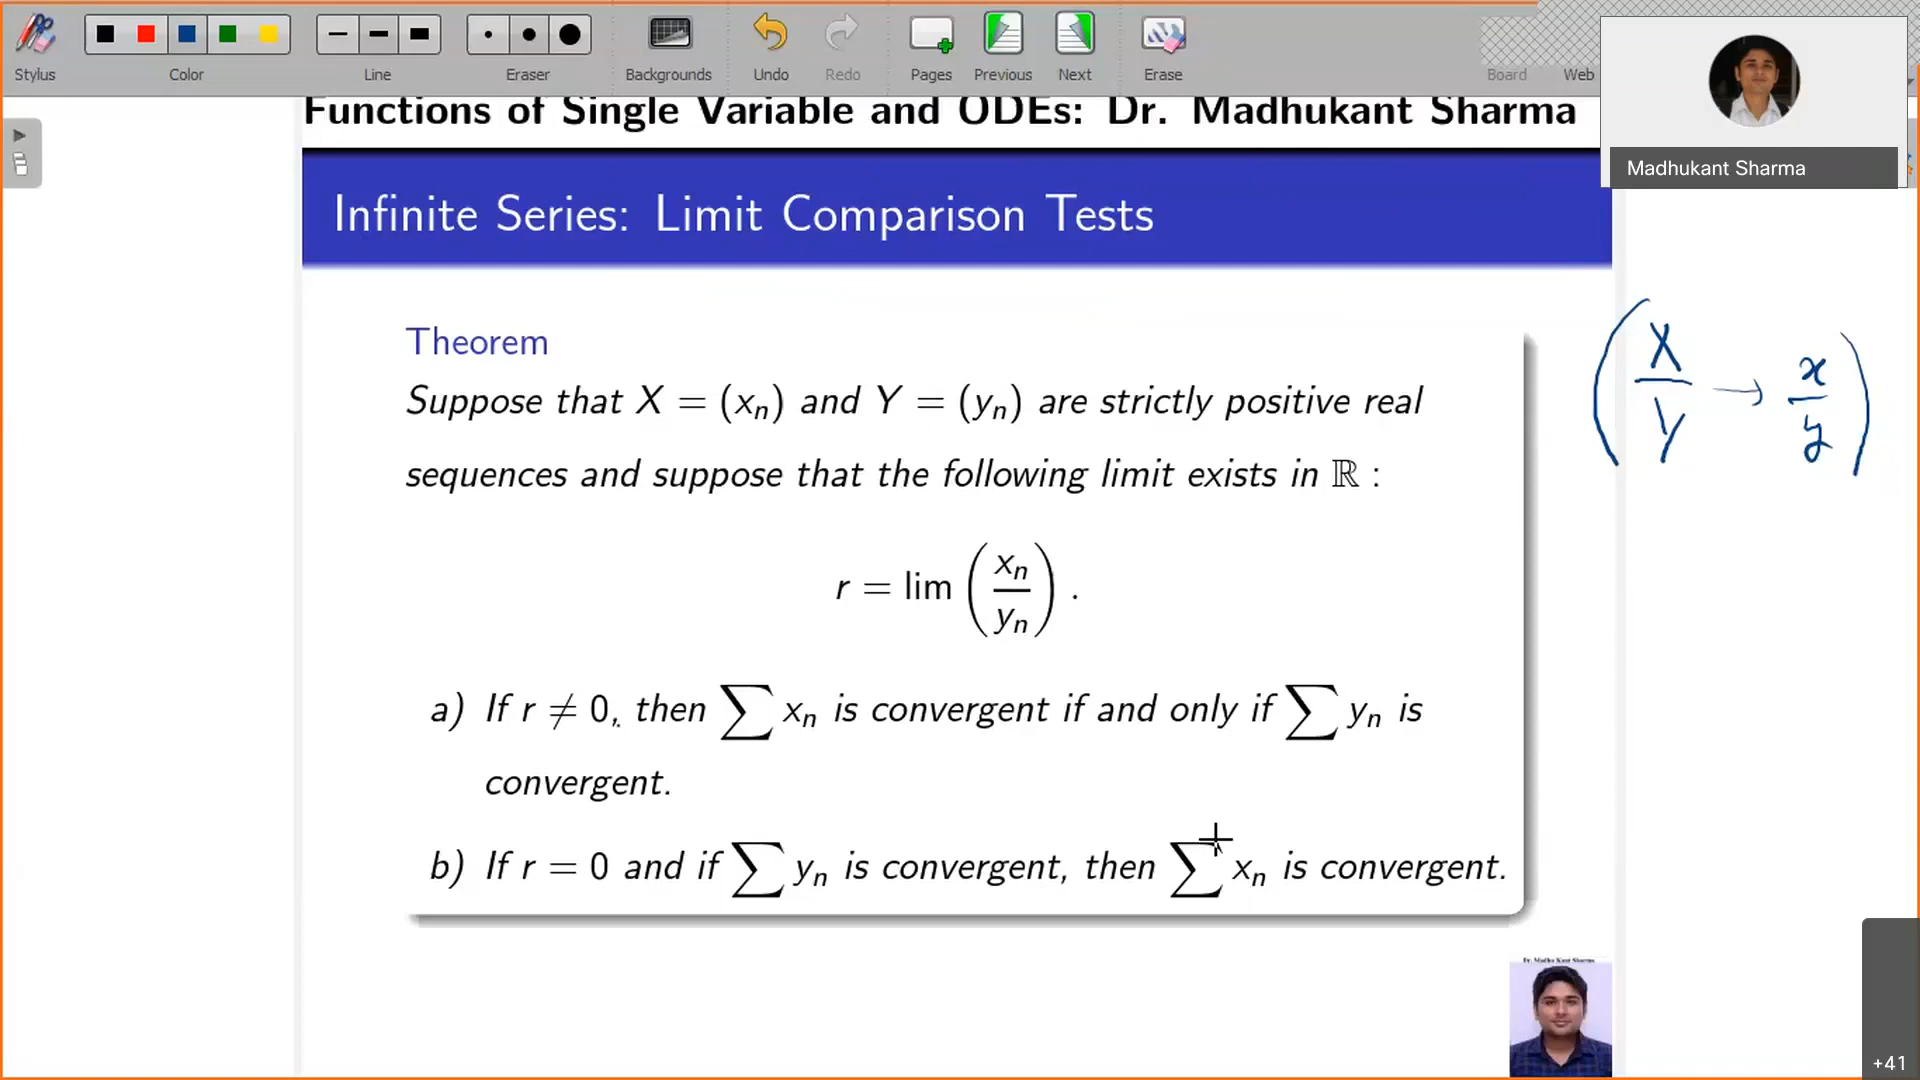 Stylus
Color
Line
Eraser
Backgrounds
Undo
Redo
Pages
Previous
Next
Erase
Board
Web
Madhukant Sharma
Functions of Single Variable and ODEs: Dr. Madhukant Sharma
Infinite Series: Limit Comparison Tests
Theorem
Suppose that X = (xₙ) and Y = (yₙ) are strictly positive real
sequences and suppose that the following limit exists in ℝ :
r = lim (xₙ/yₙ) .
a) If r ≠ 0, then ∑ xₙ is convergent if and only if ∑ yₙ is
convergent.
b) If r = 0 and if ∑ yₙ is convergent, then ∑ xₙ is convergent.
(X/Y → x/y)
Dr. Madhu Kant Sharma
+41